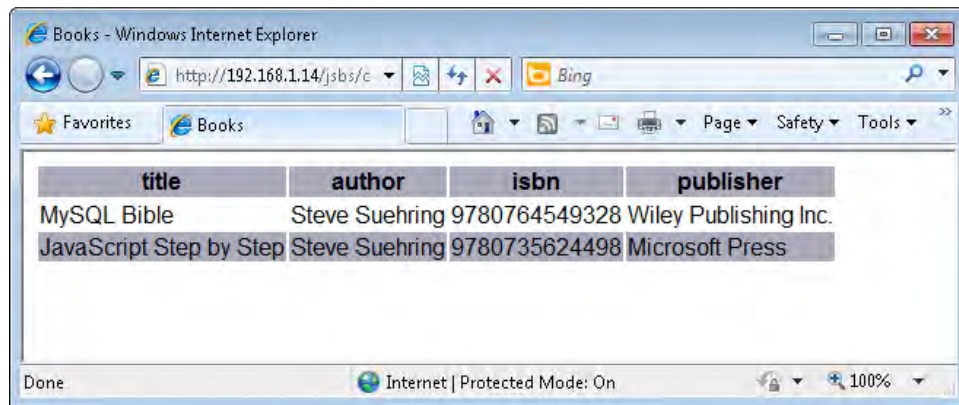 Books - Windows Internet Explorer
http://192.168.1.14/jsbs/c
Bing
Favorites Books Page Safety Tools
title author isbn publisher
MySQL Bible Steve Suehring 9780764549328 Wiley Publishing Inc.
JavaScript Step by Step Steve Suehring 9780735624498 Microsoft Press
Done Internet | Protected Mode: On 100%